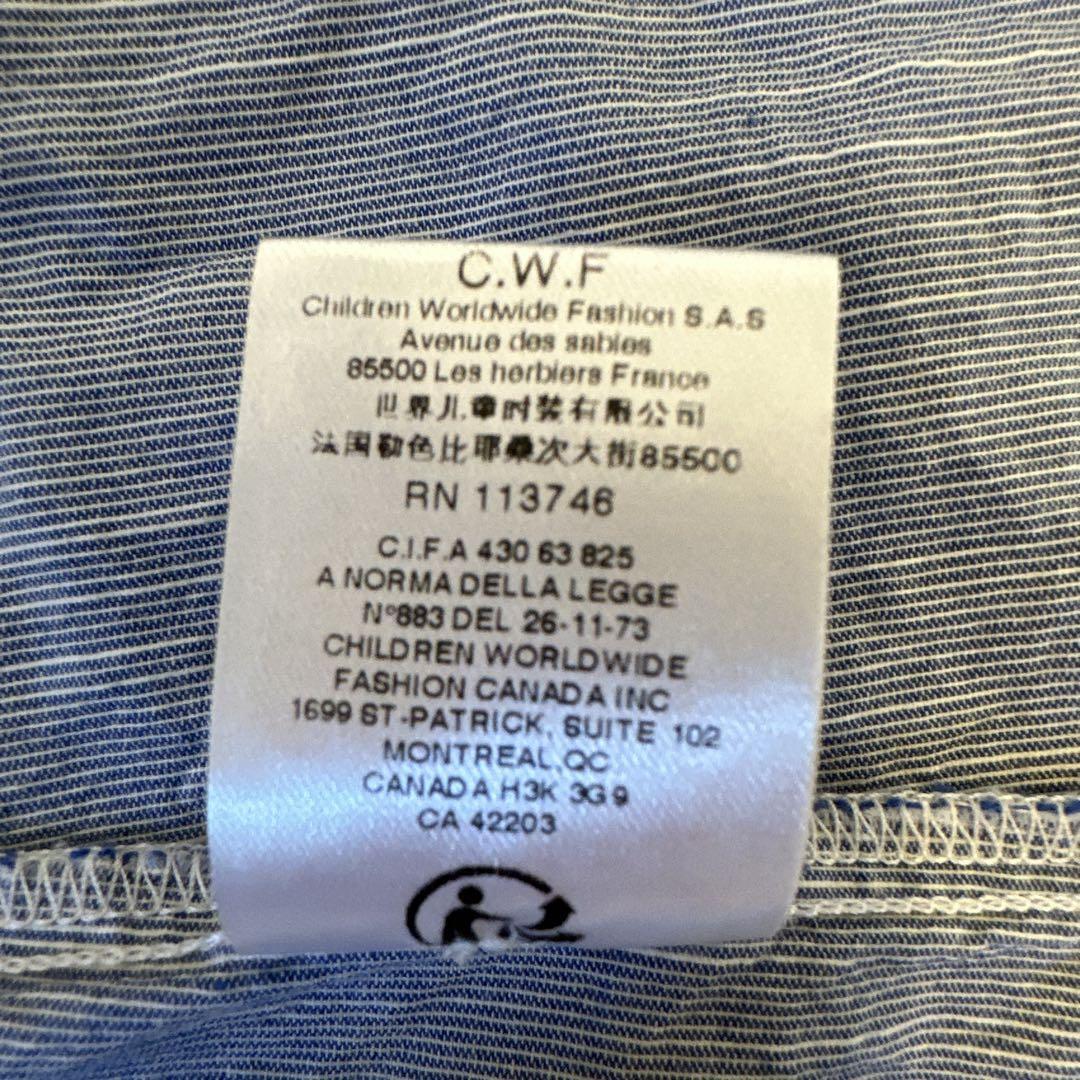 C.W.F
Children Worldwide Fashion S.A.S
Avenue des sables
85500 Les herbiers France
世界儿童时装有限公司
法国勒色比耶桑次大街85500
RN 113746
C.I.F.A 430 63 825
A NORMA DELLA LEGGE
N°883 DEL 26-11-73
CHILDREN WORLDWIDE
FASHION CANADA INC
1699 ST-PATRICK, SUITE 102
MONTREAL,QC
CANADA H3K 3G9
CA 42203